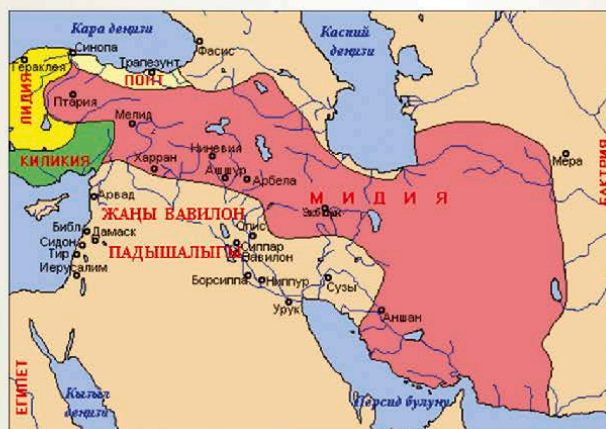 Кара деңизи
Каспий
деңизи
Синопа
Фасис
Гераклея
Трапезунт
ПОНТ
ЛИДИЯ
Птария
Мелид
Мера
КИЛИКИЯ
Ниневия
Харран
Ашшур
Арбела
БАКТРИЯ
МИДИЯ
Арвад
ЖАҢЫ ВАВИЛОН
Библ
Дамаск
Опис
Сидон
ПАДЫШАЛЫГЫ
Сиппар
Тир
Вавилон
Иерусалим
Борсиппа
Ниппур
Сузы
Урук
Аншан
ЕГИПЕТ
Кызыл
деңизи
Персид булуңу